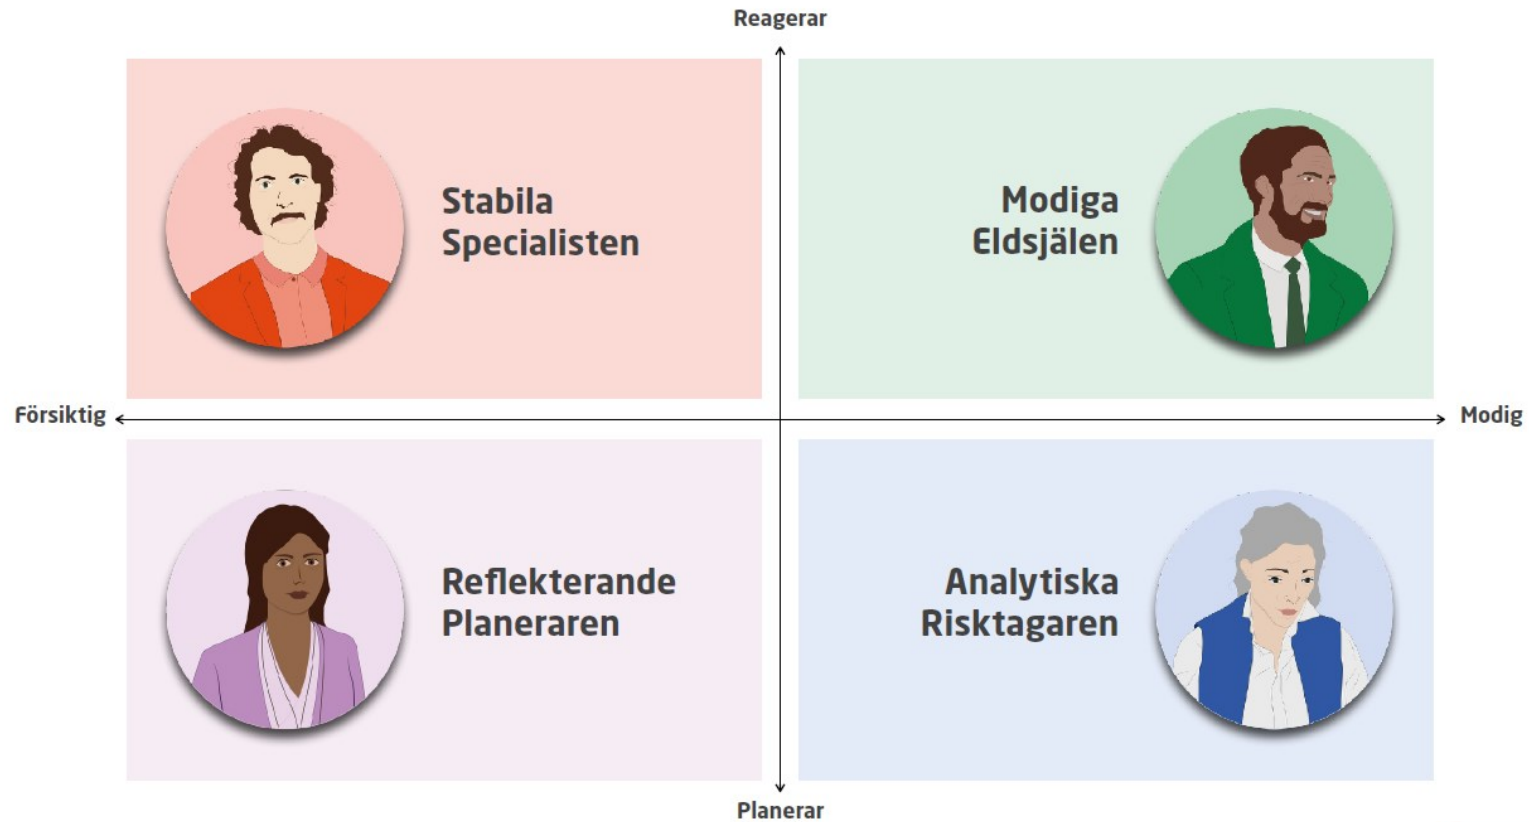 Reagerar
Stabila
Specialisten
Modiga
Eldsjälen
Försiktig
Modig
Reflekterande
Planeraren
Analytiska
Risktagaren
Planerar